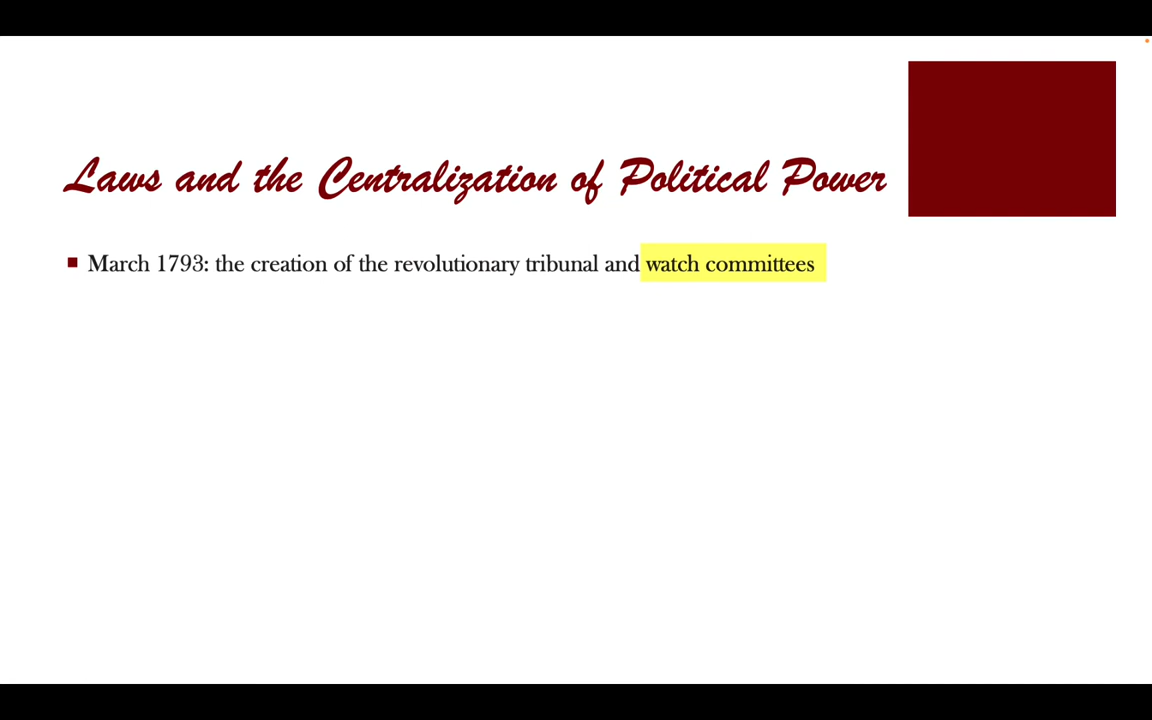 Laws and the Centralization of Political Power
March 1793: the creation of the revolutionary tribunal and watch committees